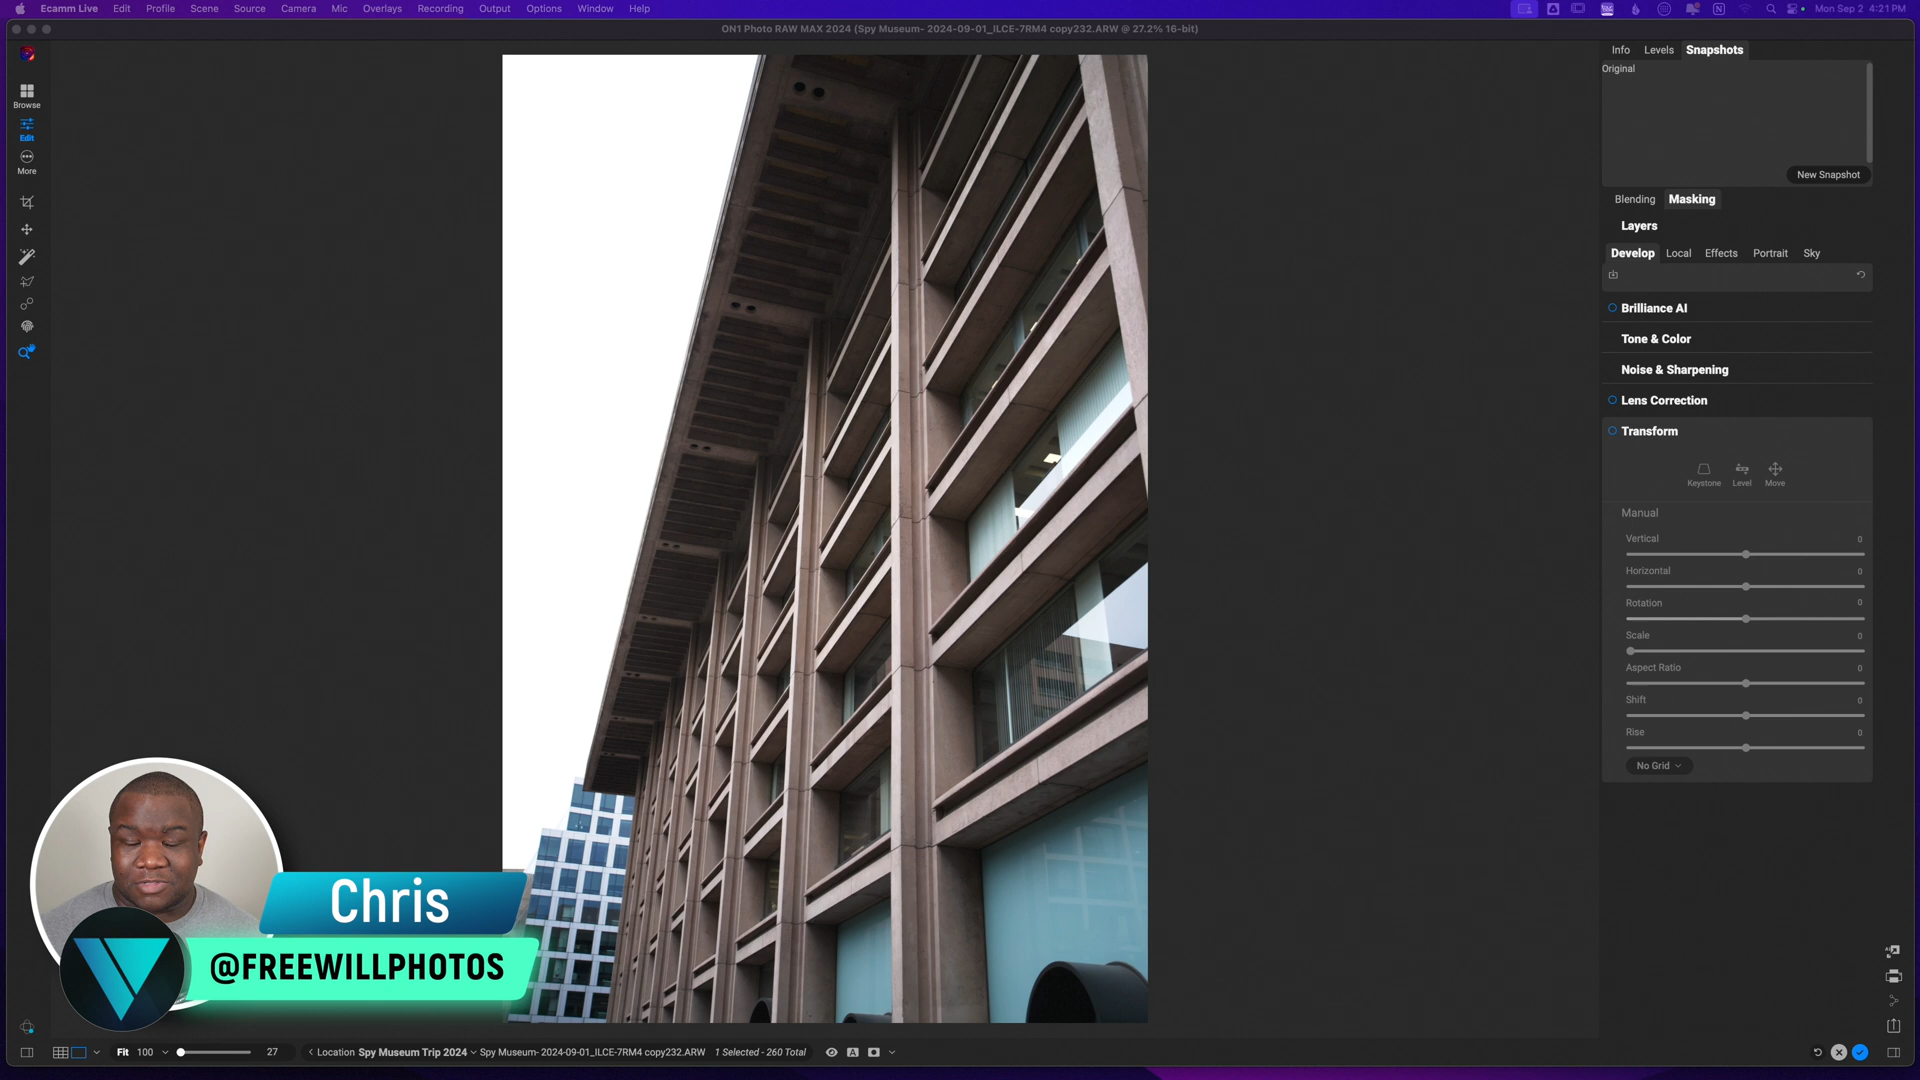 Ecamm Live Edit Profile Scene Source Camera Mic Overlays Recording Output Options Window Help Mon Sep 2 4:21 PM
ON1 Photo RAW MAX 2024 (Spy Museum- 2024-09-01_ILCE-7RM4 copy232.ARW @ 27.2% 16-bit)
Info Levels Snapshots
Original
New Snapshot
Browse
Edit
More
Blending Masking
Layers
Develop Local Effects Portrait Sky
Brilliance AI
Tone & Color
Noise & Sharpening
Lens Correction
Transform
Keystone Level Move
Manual
Vertical 0
Horizontal 0
Rotation 0
Scale 0
Aspect Ratio 0
Shift 0
Rise 0
No Grid
Chris
@FREEWILLPHOTOS
Fit 100 27 Location Spy Museum Trip 2024 Spy Museum- 2024-09-01_ILCE-7RM4 copy232.ARW 1 Selected - 260 Total A